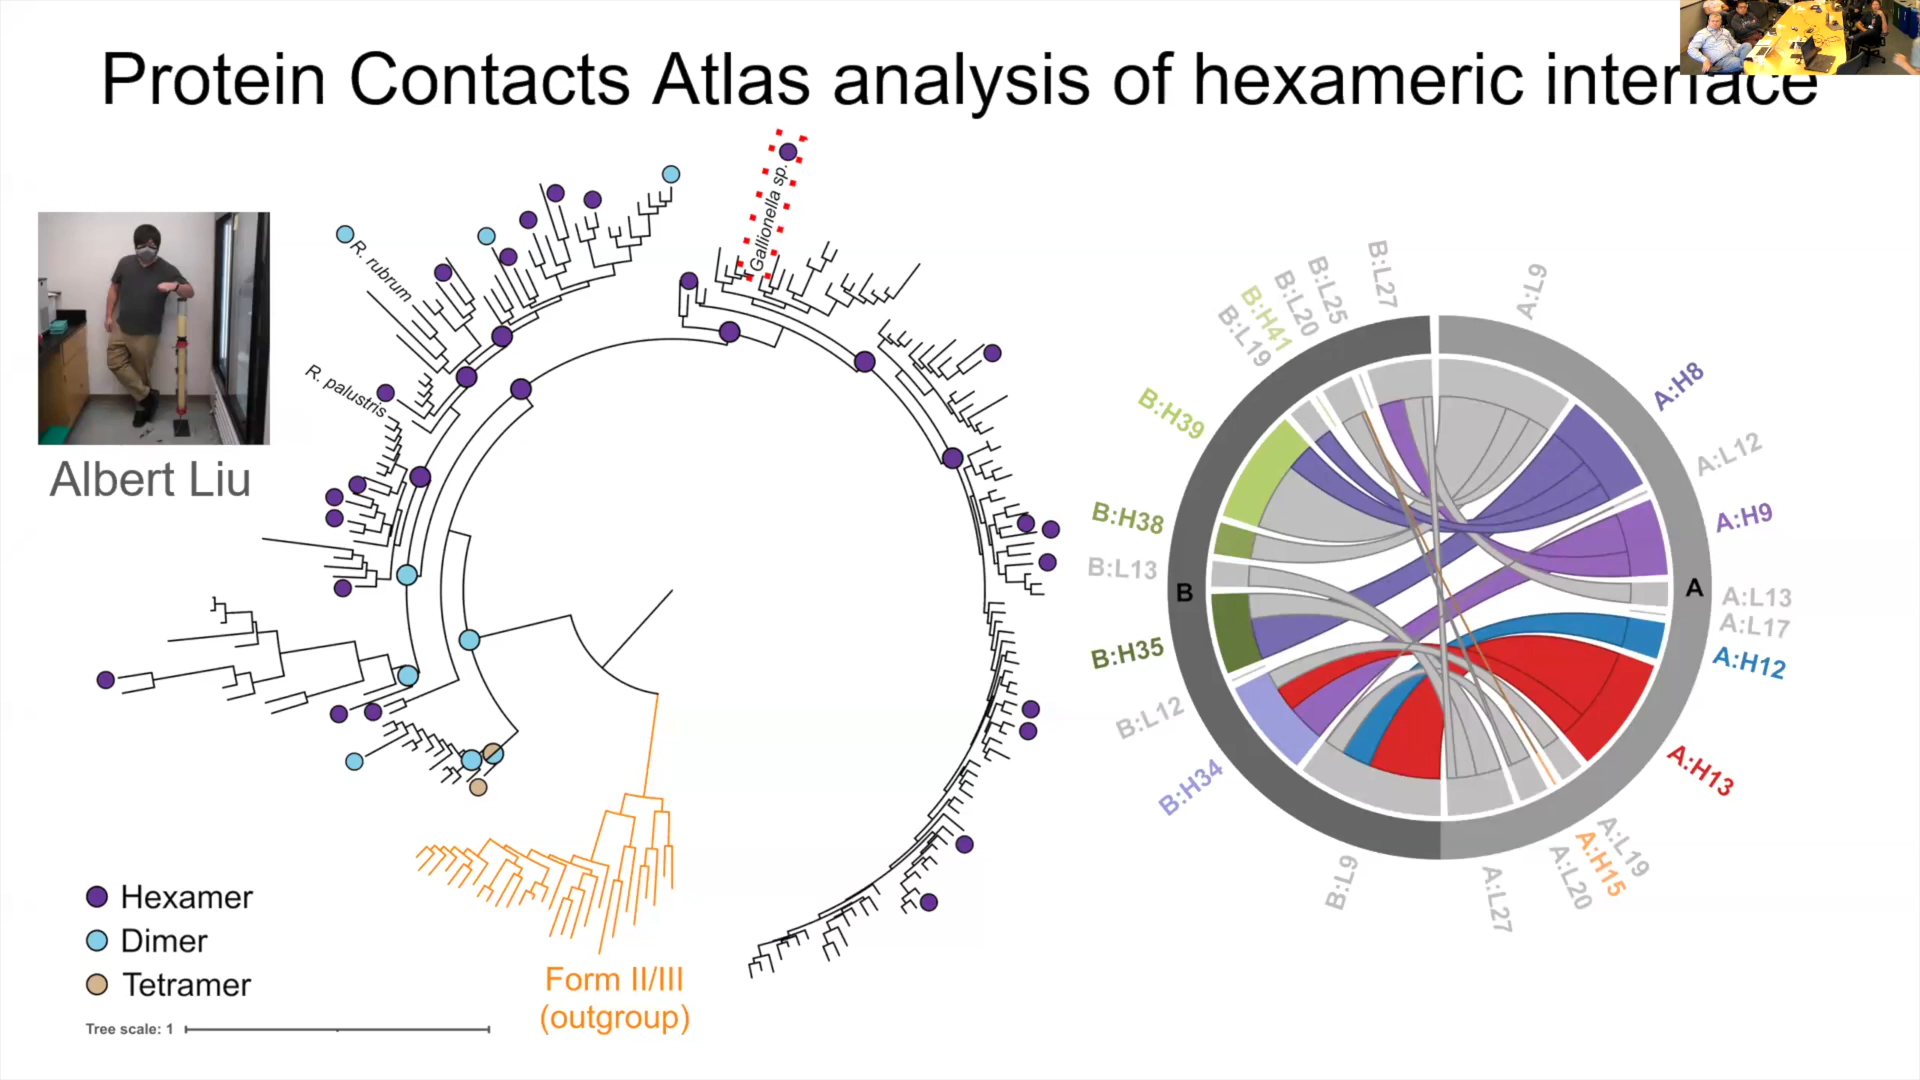 Protein Contacts Atlas analysis of hexameric interface
Albert Liu
R. rubrum
R. palustris
Gallionella sp.
Hexamer
Dimer
Tetramer
Tree scale: 1
Form II/III
(outgroup)
B:L19
B:H41
B:L20
B:L25
B:L27
A:L9
A:H8
A:L12
A:H9
A:L13
A:L17
A:H12
A:H13
A:L19
A:H15
A:L20
A:L27
B:L9
B:H34
B:L12
B:H35
B:L13
B:H38
B:H39
B
A